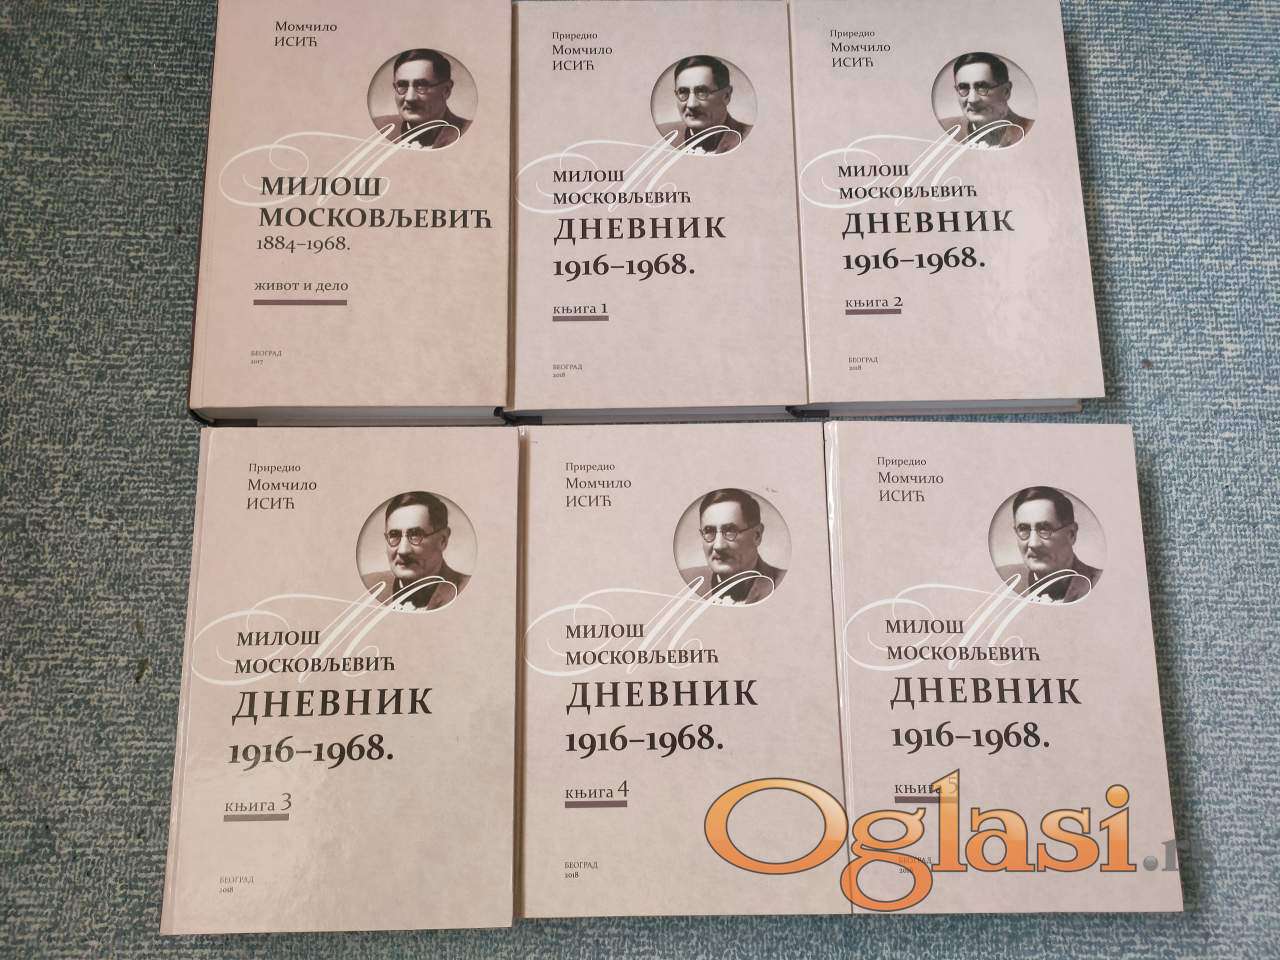 Момчило
ИСИЋ
МИЛОШ
МОСКОВЉЕВИЋ
1884–1968.
живот и дело
БЕОГРАД
2017
Приредио
Момчило
ИСИЋ
МИЛОШ
МОСКОВЉЕВИЋ
ДНЕВНИК
1916–1968.
књига 1
БЕОГРАД
2018
Приредио
Момчило
ИСИЋ
МИЛОШ
МОСКОВЉЕВИЋ
ДНЕВНИК
1916–1968.
књига 2
БЕОГРАД
2018
Приредио
Момчило
ИСИЋ
МИЛОШ
МОСКОВЉЕВИЋ
ДНЕВНИК
1916–1968.
књига 3
БЕОГРАД
2018
Приредио
Момчило
ИСИЋ
МИЛОШ
МОСКОВЉЕВИЋ
ДНЕВНИК
1916–1968.
књига 4
БЕОГРАД
2018
Приредио
Момчило
ИСИЋ
МИЛОШ
МОСКОВЉЕВИЋ
ДНЕВНИК
1916–1968.
књига 5
БЕОГРАД
Oglasi.r